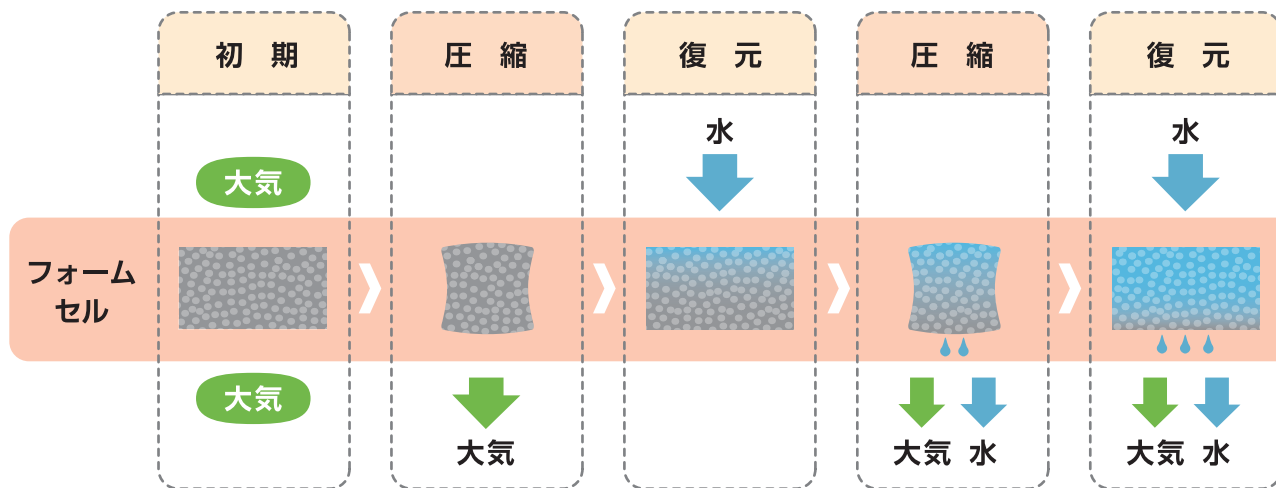 初 期
圧 縮
復 元
圧 縮
復 元
水
水
大気
フォーム
セル
大気
大気
大気 水
大気 水